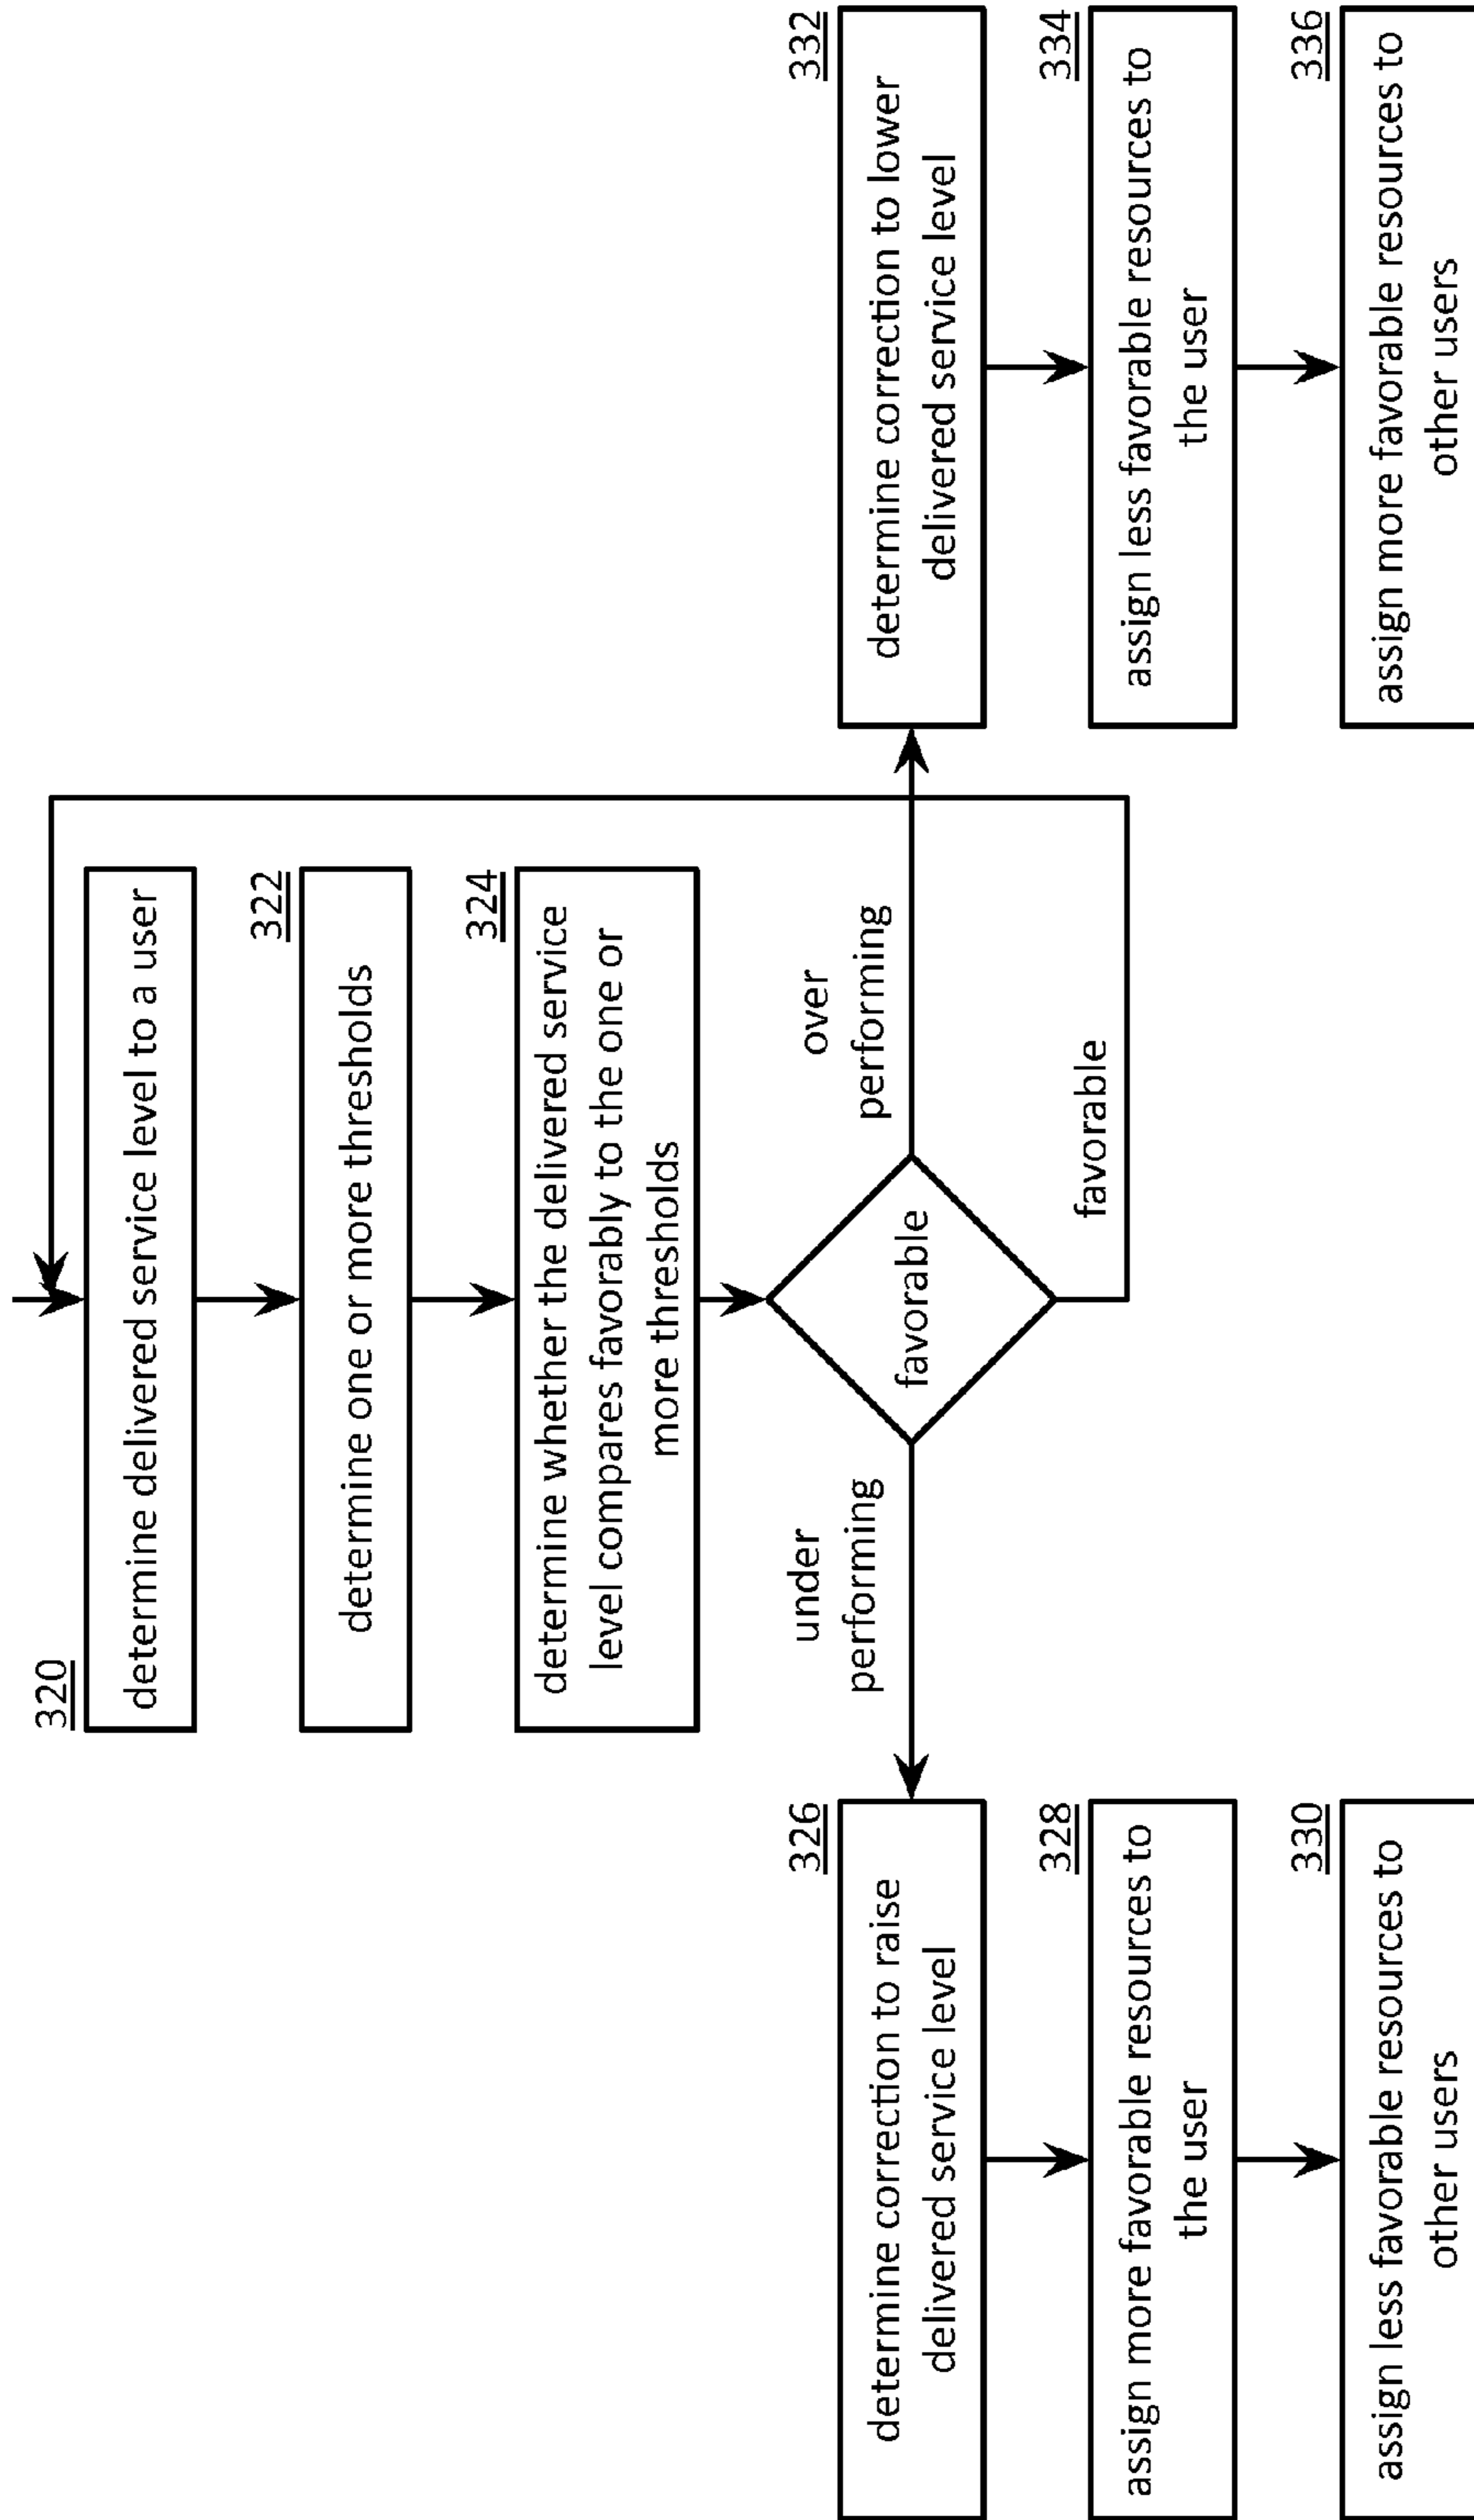 320
determine delivered service level to a user
322
determine one or more thresholds
324
determine whether the delivered service
level compares favorably to the one or
more thresholds
favorable
under
performing
over
performing
favorable
326
determine correction to raise
delivered service level
328
assign more favorable resources to
the user
330
assign less favorable resources to
other users
332
determine correction to lower
delivered service level
334
assign less favorable resources to
the user
336
assign more favorable resources to
other users